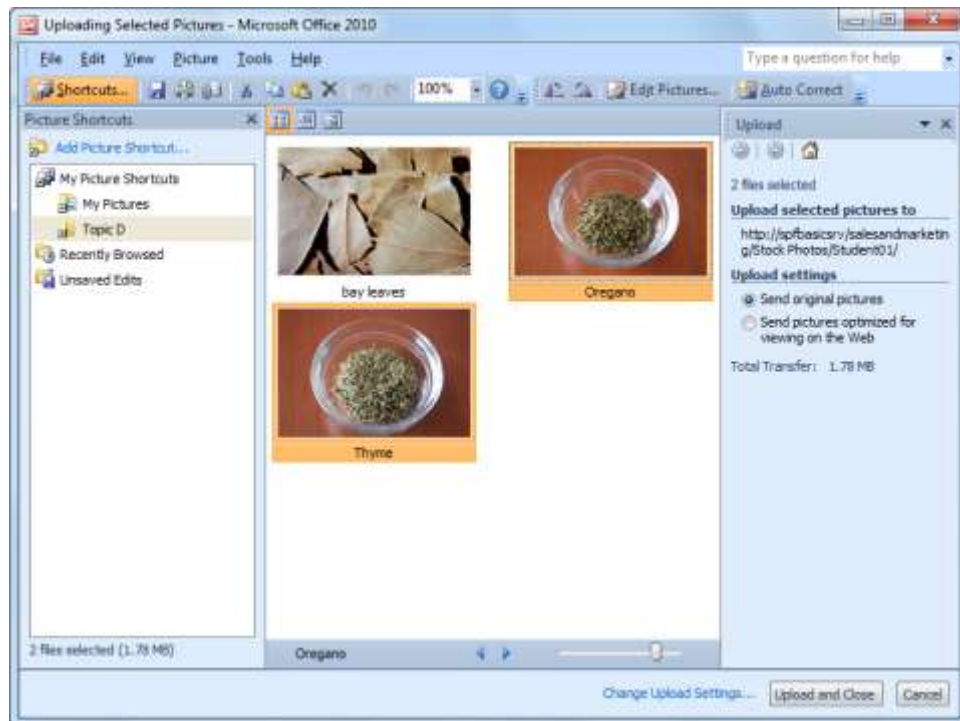 Uploading Selected Pictures - Microsoft Office 2010
File Edit View Picture Tools Help
Type a question for help
Shortcuts... 100% Edit Pictures... Auto Correct
Picture Shortcuts
Add Picture Shortcut...
My Picture Shortcuts
My Pictures
Topic D
Recently Browsed
Unsaved Edits
2 files selected (1.78 MB)
bay leaves
Oregano
Thyme
Oregano
Upload
2 files selected
Upload selected pictures to
http://spfbasicsrv/salesandmarketin
g/Stock Photos/Student01/
Upload settings
Send original pictures
Send pictures optimized for
viewing on the Web
Total Transfer: 1.78 MB
Change Upload Settings... Upload and Close Cancel